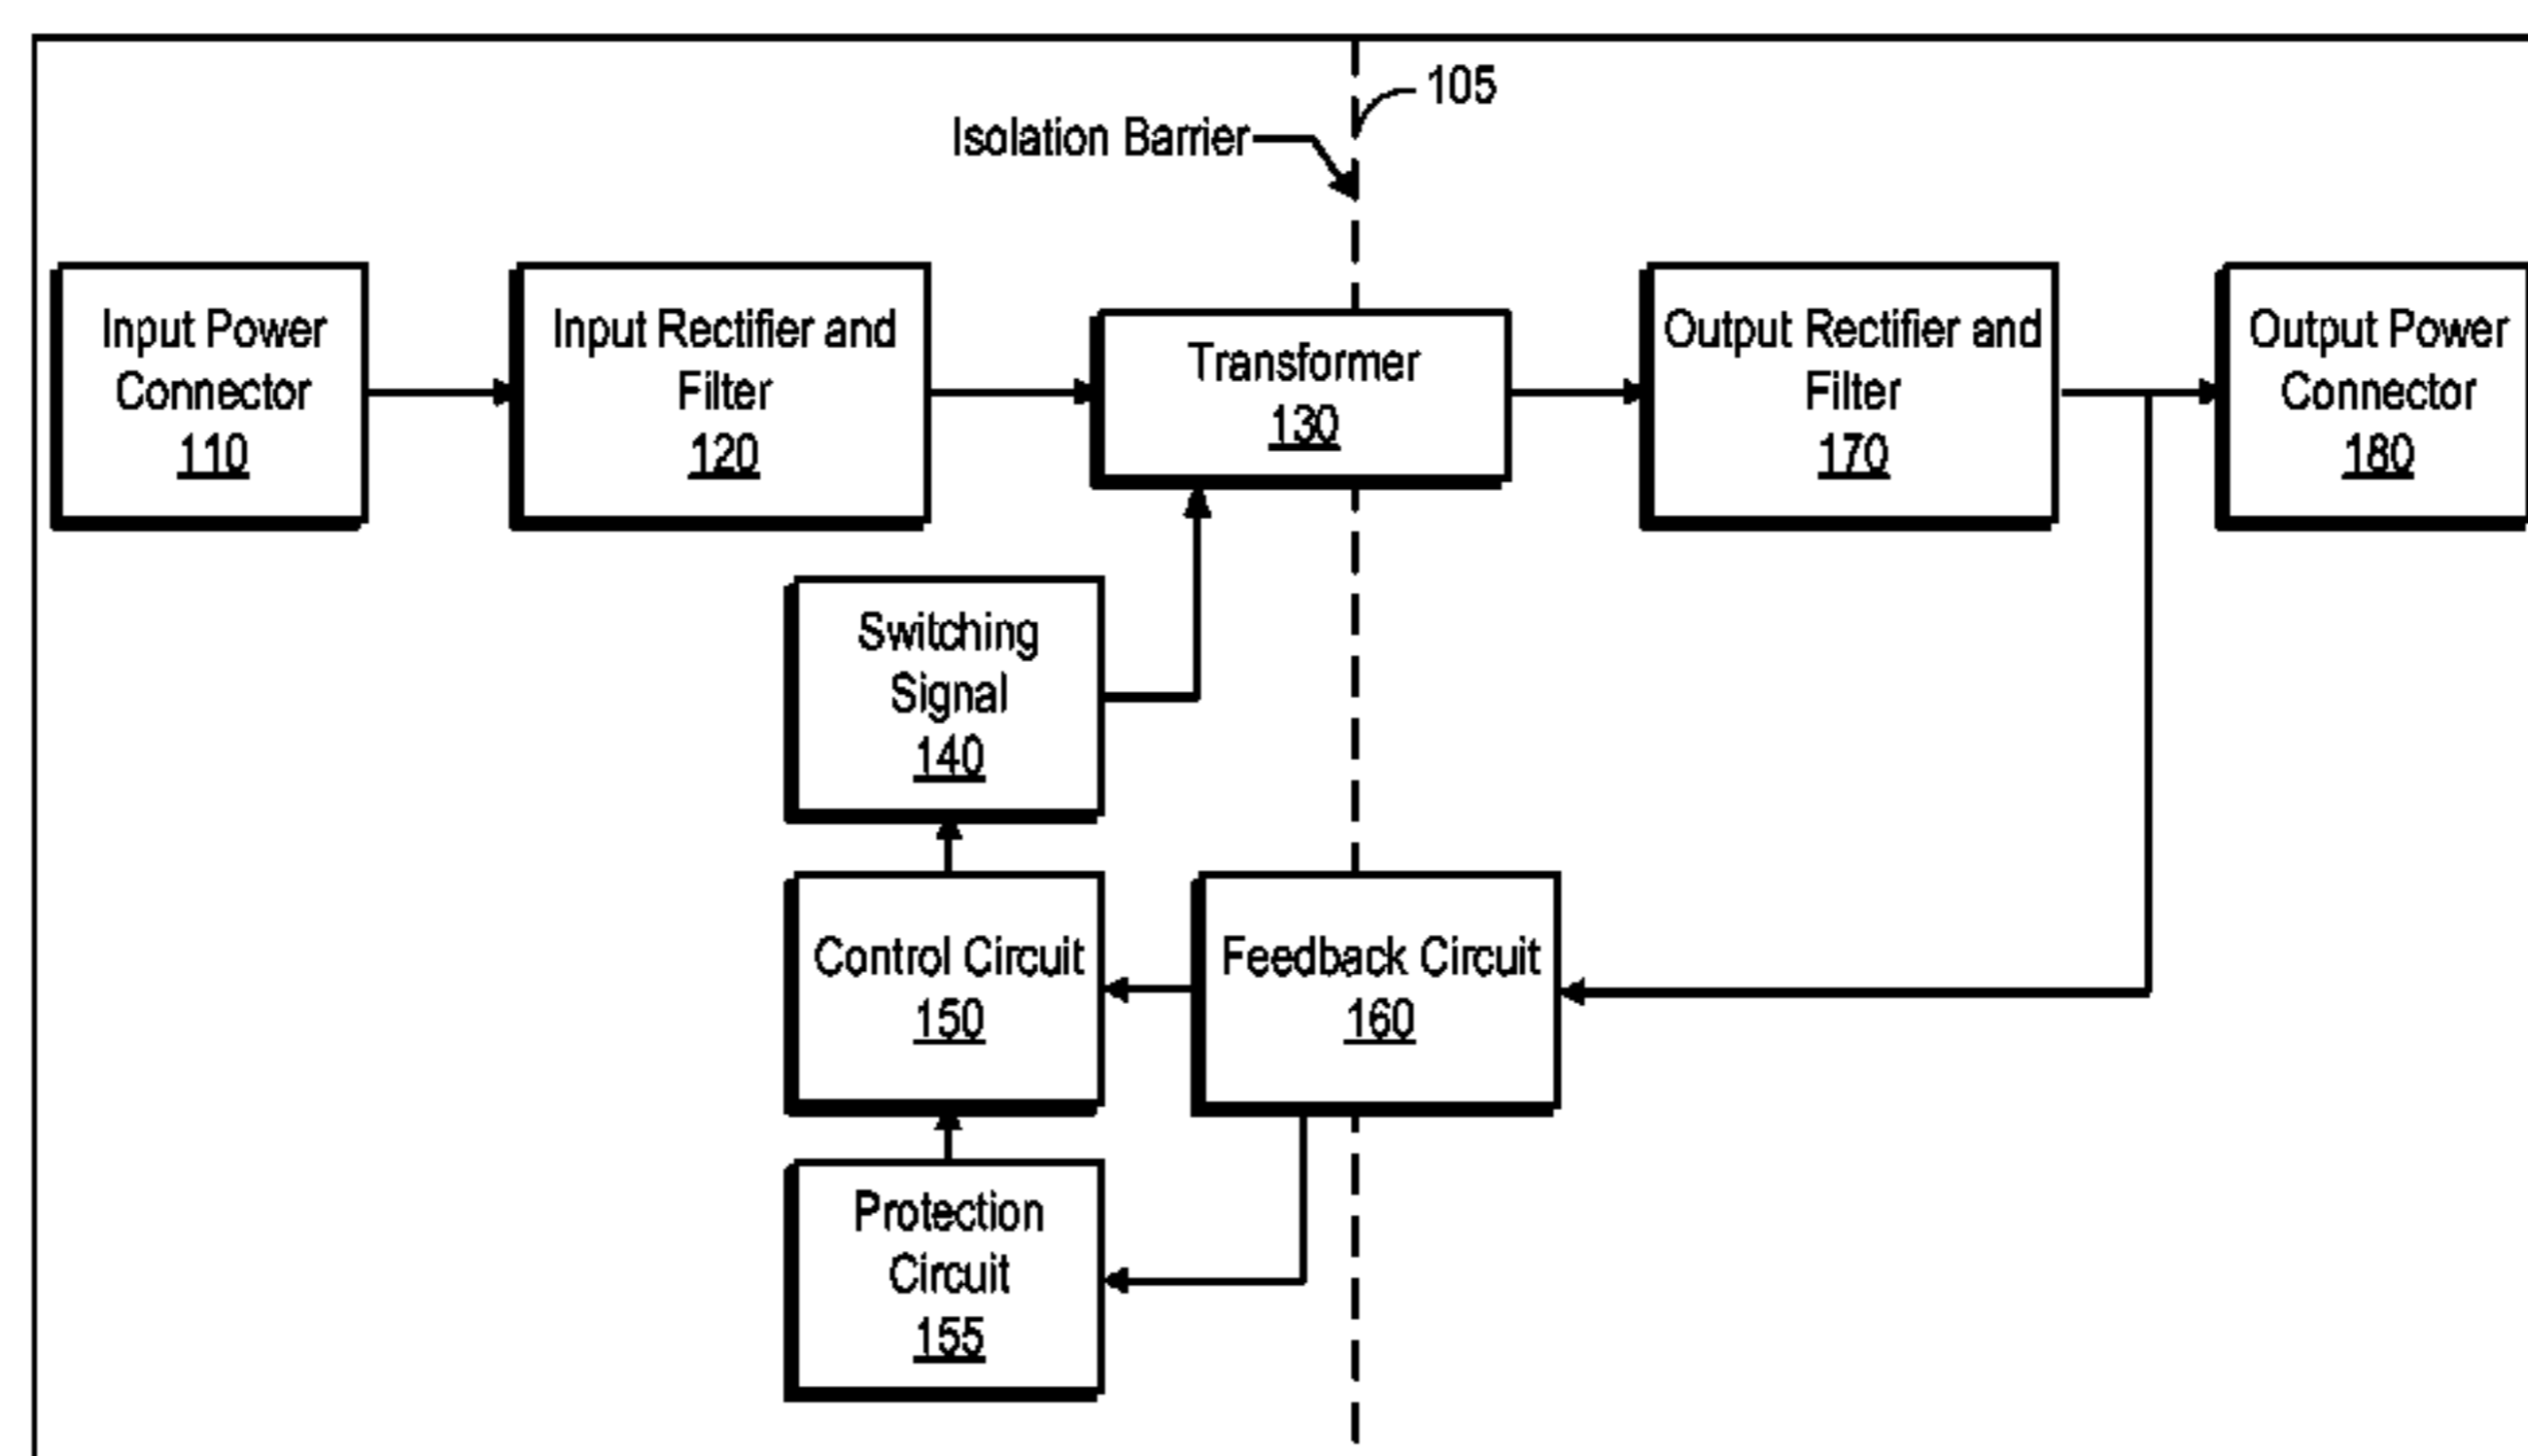 105
Isolation Barrier
Input Power
Connector
110
Input Rectifier and
Filter
120
Transformer
130
Output Rectifier and
Filter
170
Output Power
Connector
180
Switching
Signal
140
Control Circuit
150
Feedback Circuit
160
Protection
Circuit
155